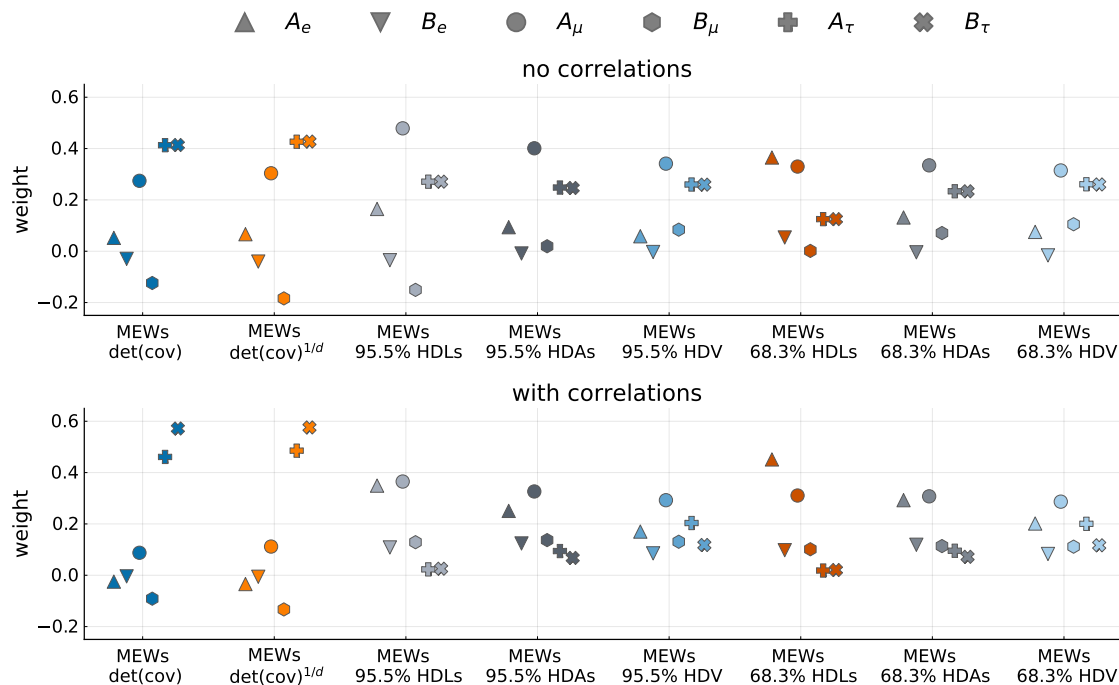 A_e B_e A_μ B_μ A_τ B_τ
no correlations
weight
0.6
0.4
0.2
0.0
−0.2
MEWs MEWs MEWs MEWs MEWs MEWs MEWs MEWs
det(cov) det(cov)^{1/d} 95.5% HDLs 95.5% HDAs 95.5% HDV 68.3% HDLs 68.3% HDAs 68.3% HDV
with correlations
weight
0.6
0.4
0.2
0.0
−0.2
MEWs MEWs MEWs MEWs MEWs MEWs MEWs MEWs
det(cov) det(cov)^{1/d} 95.5% HDLs 95.5% HDAs 95.5% HDV 68.3% HDLs 68.3% HDAs 68.3% HDV